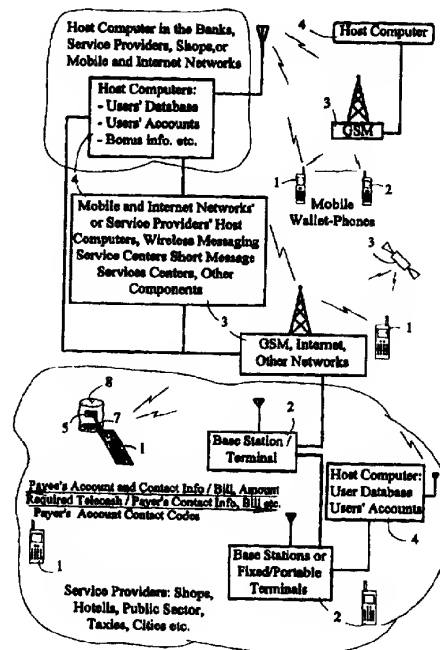 Host Computer in the Banks,
Service Providers, Shops, or
Mobile and Internet Networks
4
Host Computer
Host Computers:
- Users' Database
- Users' Accounts
- Bonus info. etc.
3
GSM
4
1
2
Mobile
Wallet-Phones
Mobile and Internet Networks'
or Service Providers' Host
Computers, Wireless Messaging
Service Centers Short Message
Services Centers, Other
Components
3
3
1
GSM, Internet,
Other Networks
8
5
7
1
2
Base Station /
Terminal
Host Computer:
User Database
Users' Accounts
4
Payee's Account and Contact Info / Bill, Amount
Required Telecash / Payer's Contact Info, Bill etc.
Payer's Account Contact Codes
1
Base Stations or
Fixed/Portable
Terminals
2
Service Providers: Shops,
Hotells, Public Sector,
Taxies, Cities etc.